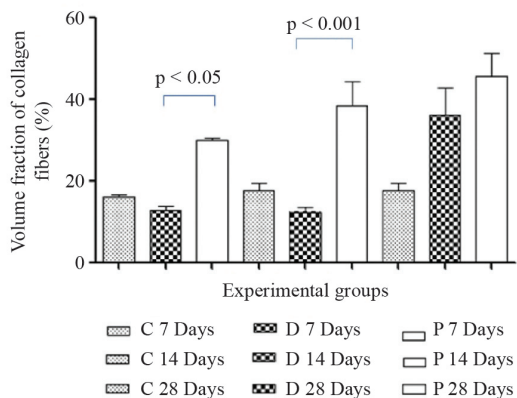 p < 0.001
60
p < 0.05
40
20
0
Volume fraction of collagen
fibers (%)
Experimental groups
C 7 Days D 7 Days P 7 Days
C 14 Days D 14 Days P 14 Days
C 28 Days D 28 Days P 28 Days